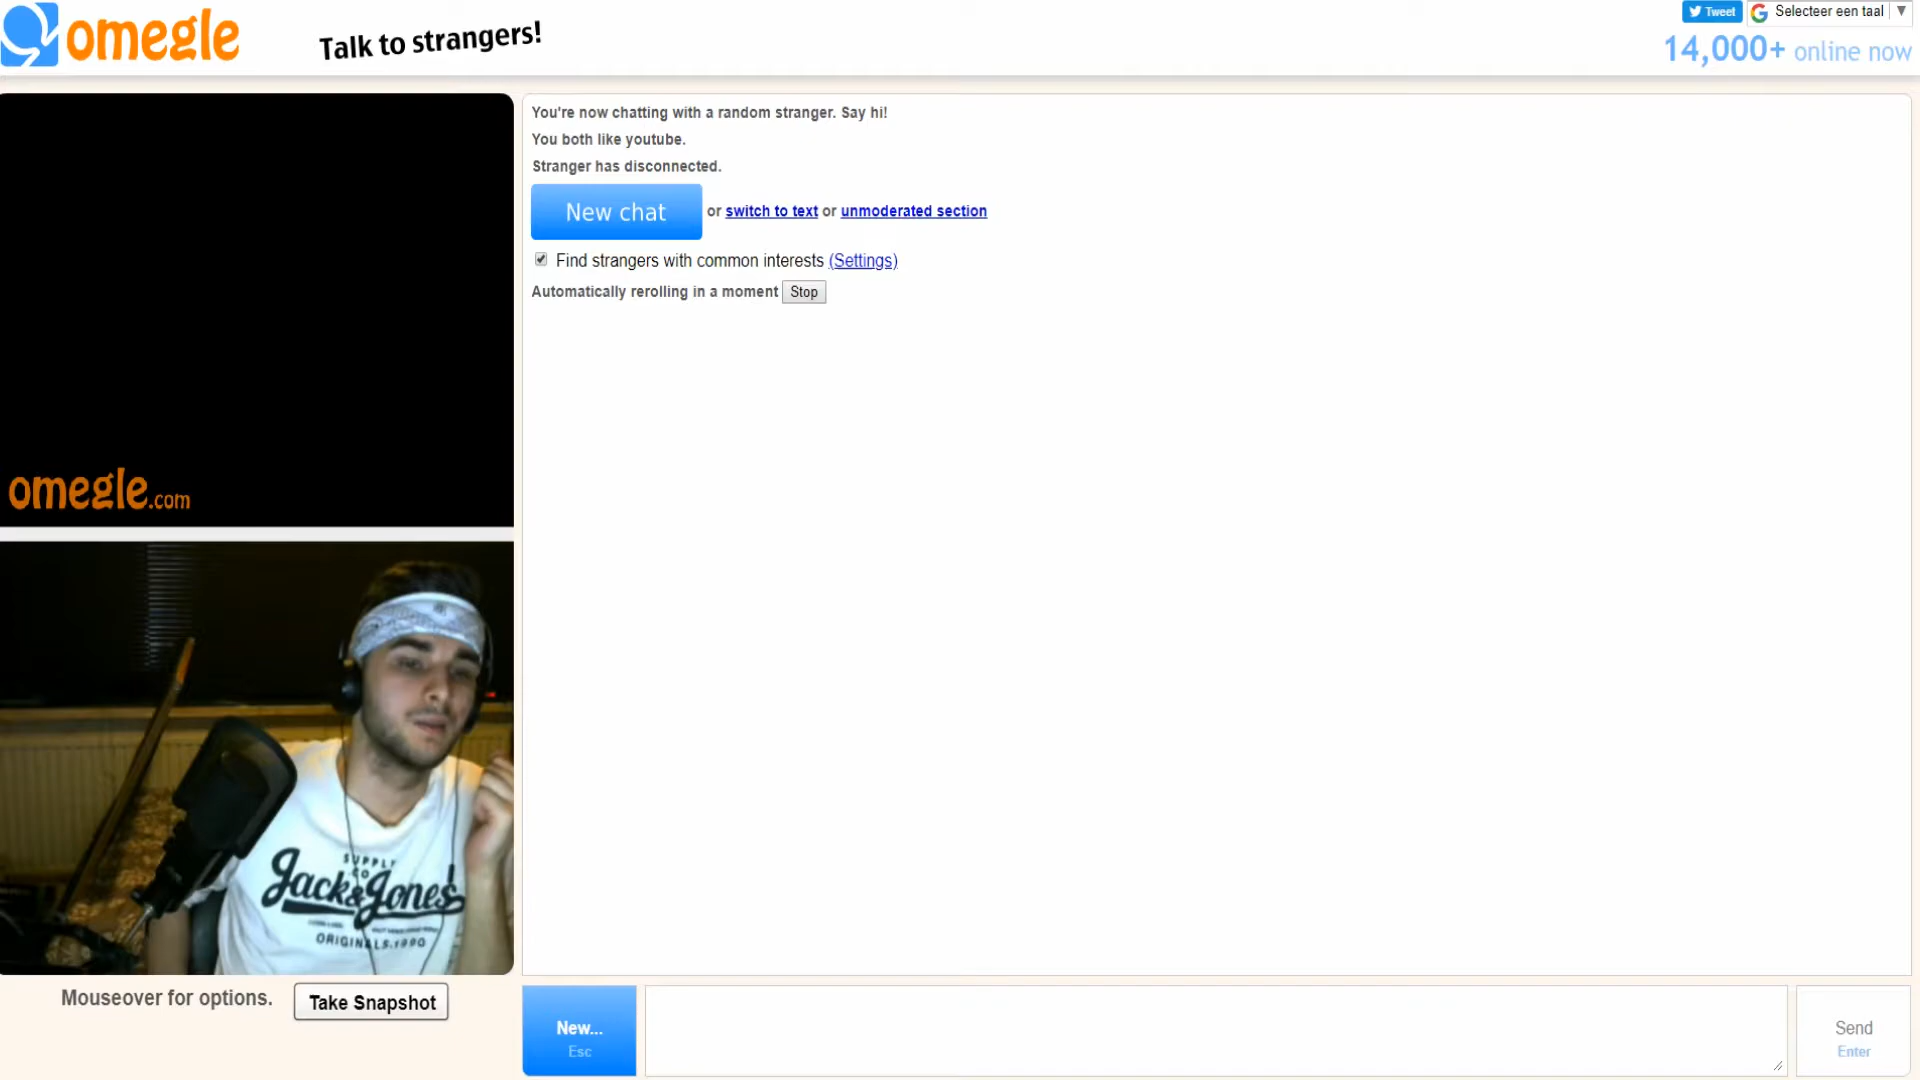 omegle
Talk to strangers!
Tweet
Selecteer een taal
14,000+ online now
You're now chatting with a random stranger. Say hi!
You both like youtube.
Stranger has disconnected.
New chat or switch to text or unmoderated section
Find strangers with common interests (Settings)
Automatically rerolling in a moment Stop
omegle.com
SUPPLY
CO
Jack&Jones
ORIGINALS.1990
Mouseover for options.
Take Snapshot
New...
Esc
Send
Enter